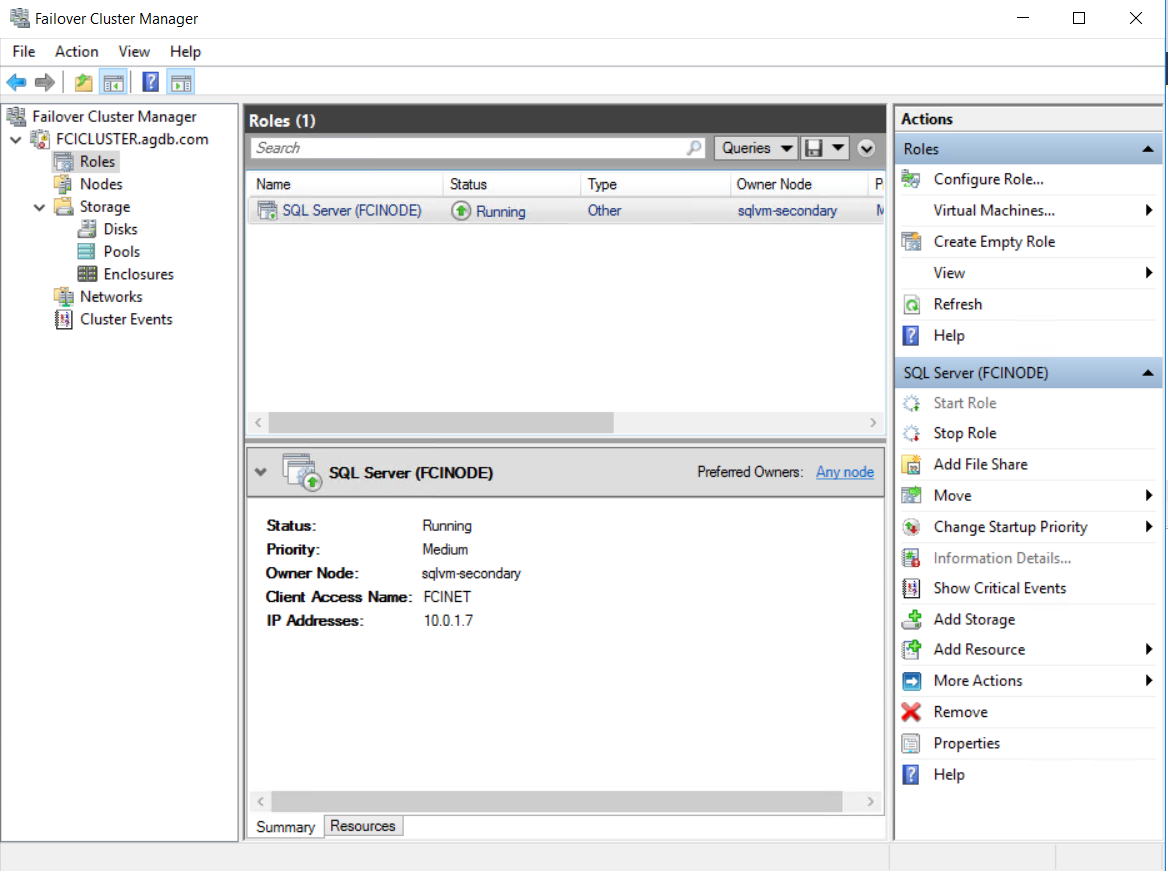 Failover Cluster Manager
File Action View Help
Failover Cluster Manager
FCICLUSTER.agdb.com
Roles
Nodes
Storage
Disks
Pools
Enclosures
Networks
Cluster Events
Roles (1)
Search
Queries
Name Status Type Owner Node P
SQL Server (FCINODE) Running Other sqlvm-secondary M
SQL Server (FCINODE) Preferred Owners: Any node
Status: Running
Priority: Medium
Owner Node: sqlvm-secondary
Client Access Name: FCINET
IP Addresses: 10.0.1.7
Summary Resources
Actions
Roles
Configure Role...
Virtual Machines...
Create Empty Role
View
Refresh
Help
SQL Server (FCINODE)
Start Role
Stop Role
Add File Share
Move
Change Startup Priority
Information Details...
Show Critical Events
Add Storage
Add Resource
More Actions
Remove
Properties
Help